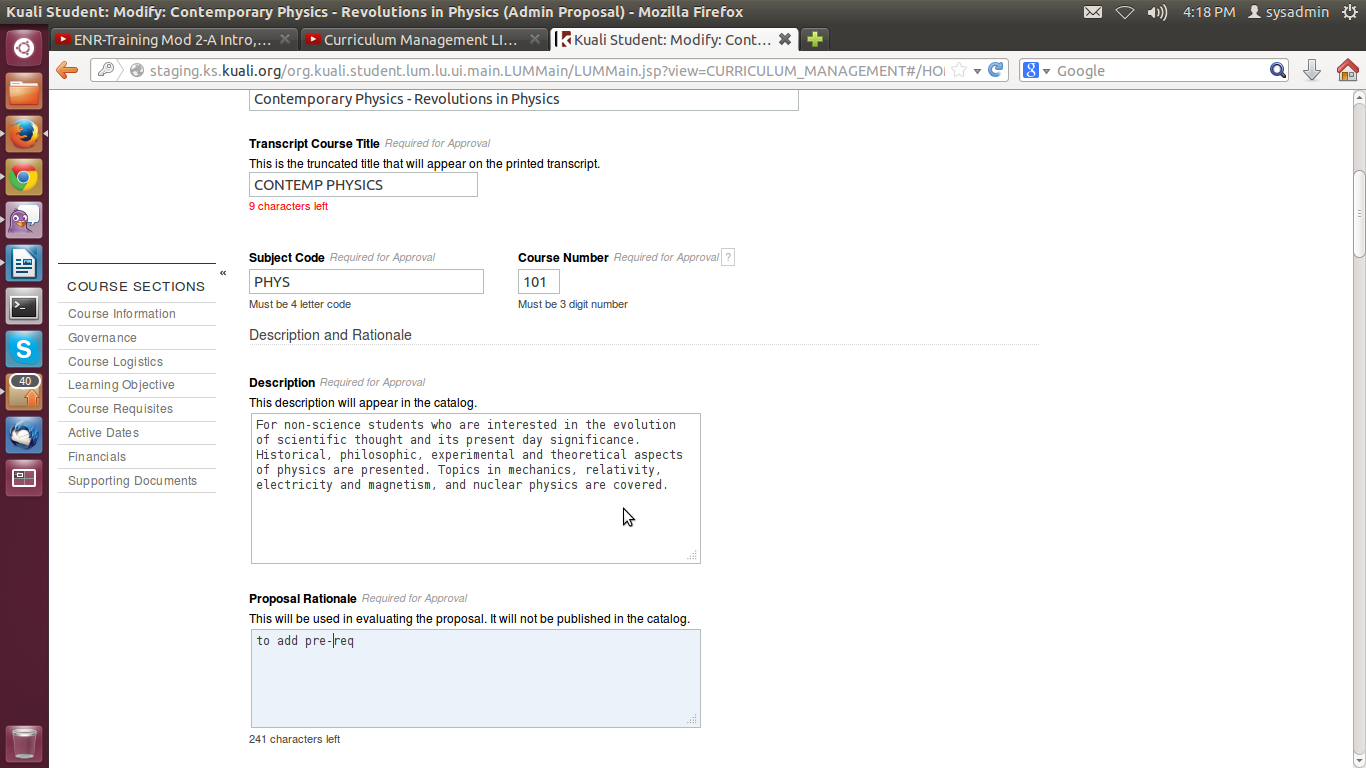 Kuali Student: Modify: Contemporary Physics - Revolutions in Physics (Admin Proposal) - Mozilla Firefox
4:18 PM
sysadmin
ENR-Training Mod 2-A Intro,...
Curriculum Management LI...
Kuali Student: Modify: Cont...
staging.ks.kuali.org/org.kuali.student.lum.lu.ui.main.LUMMain/LUMMain.jsp?view=CURRICULUM_MANAGEMENT#/HO
Google
Contemporary Physics - Revolutions in Physics
Transcript Course Title Required for Approval
This is the truncated title that will appear on the printed transcript.
CONTEMP PHYSICS
9 characters left
Subject Code Required for Approval
Course Number Required for Approval ?
PHYS
101
Must be 4 letter code
Must be 3 digit number
«
COURSE SECTIONS
Course Information
Governance
Course Logistics
Learning Objective
Course Requisites
Active Dates
Financials
Supporting Documents
40
Description and Rationale
Description Required for Approval
This description will appear in the catalog.
For non-science students who are interested in the evolution
of scientific thought and its present day significance.
Historical, philosophic, experimental and theoretical aspects
of physics are presented. Topics in mechanics, relativity,
electricity and magnetism, and nuclear physics are covered.
Proposal Rationale Required for Approval
This will be used in evaluating the proposal. It will not be published in the catalog.
to add pre-req
241 characters left